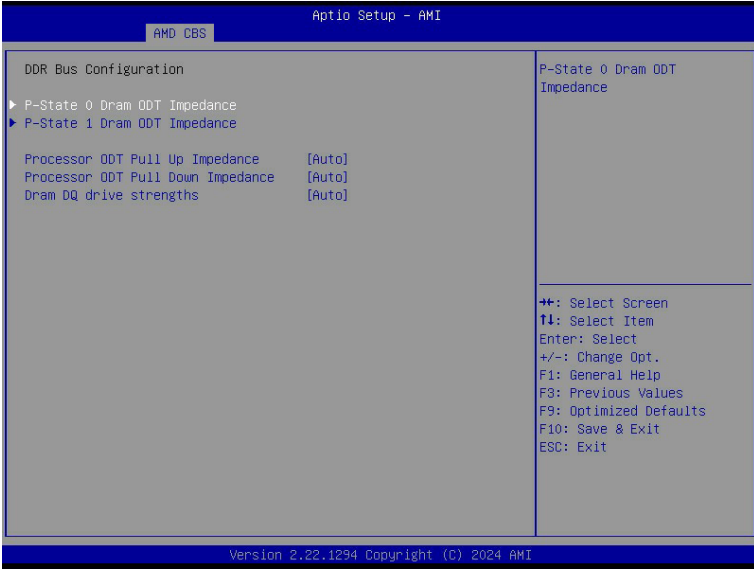 Aptio Setup - AMI
AMD CBS
DDR Bus Configuration
P-State 0 Dram ODT Impedance
P-State 1 Dram ODT Impedance
Processor ODT Pull Up Impedance [Auto]
Processor ODT Pull Down Impedance [Auto]
Dram DQ drive strengths [Auto]
P-State 0 Dram ODT
Impedance
→←: Select Screen
↑↓: Select Item
Enter: Select
+/-: Change Opt.
F1: General Help
F3: Previous Values
F9: Optimized Defaults
F10: Save & Exit
ESC: Exit
Version 2.22.1294 Copyright (C) 2024 AMI